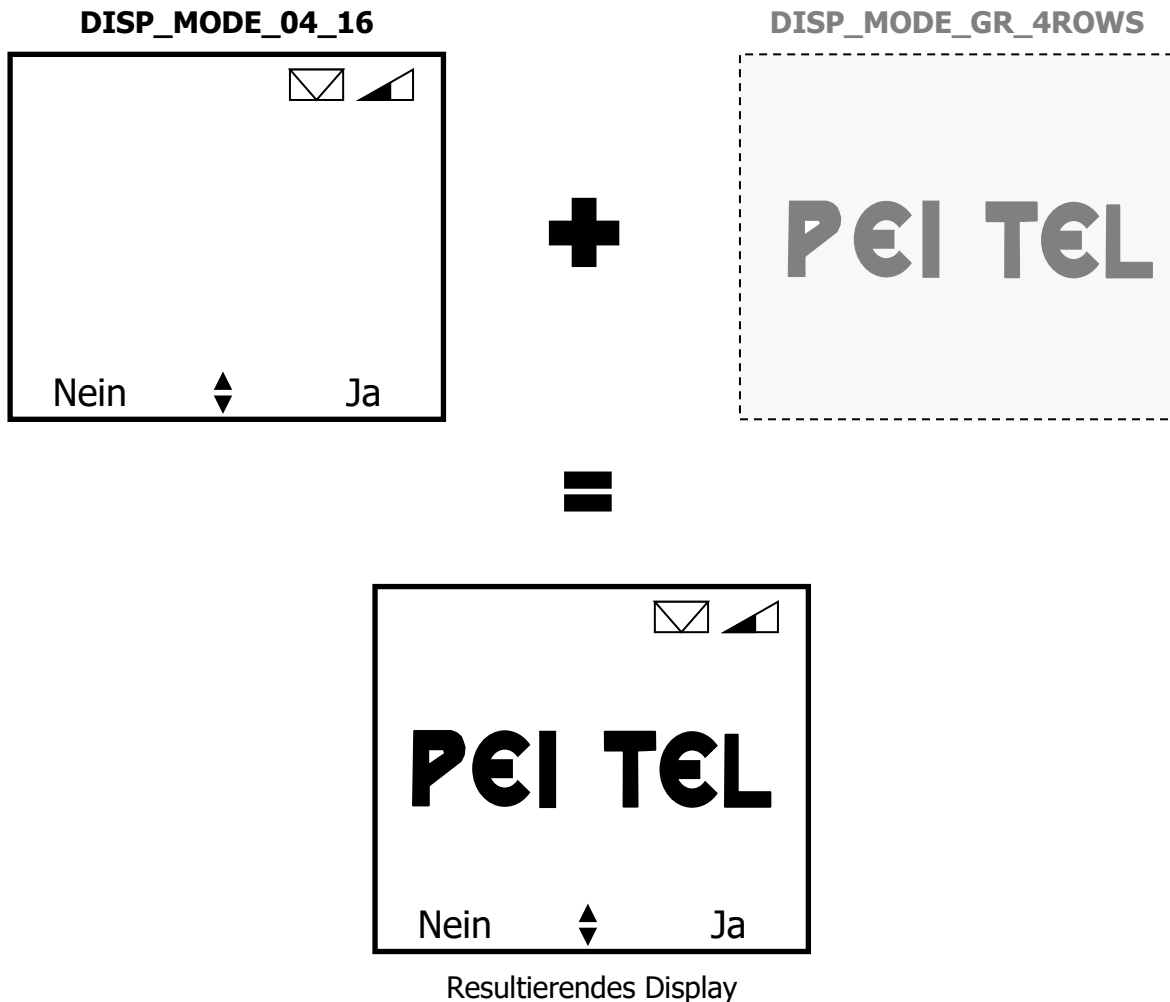 DISP_MODE_04_16
DISP_MODE_GR_4ROWS
PEI TEL
Nein Ja
PEI TEL
Nein Ja
Resultierendes Display